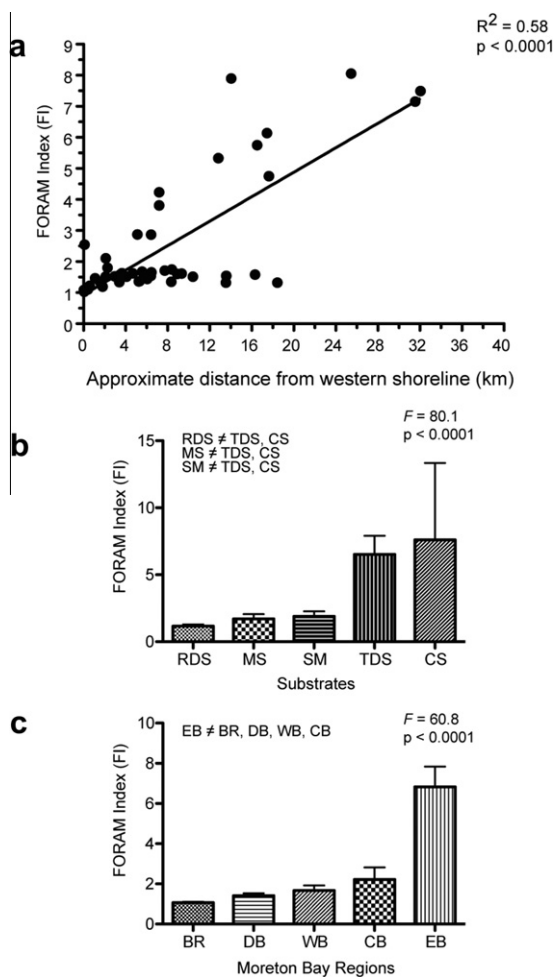 a
R2 = 0.58
p < 0.0001
FORAM Index (FI)
9
8
7
6
5
4
3
2
1
0
0 4 8 12 16 20 24 28 32 36 40
Approximate distance from western shoreline (km)
b
RDS ≠ TDS, CS
MS ≠ TDS, CS
SM ≠ TDS, CS
F = 80.1
p < 0.0001
FORAM Index (FI)
15
10
5
0
RDS MS SM TDS CS
Substrates
c
EB ≠ BR, DB, WB, CB
F = 60.8
p < 0.0001
FORAM Index (FI)
10
8
6
4
2
0
BR DB WB CB EB
Moreton Bay Regions